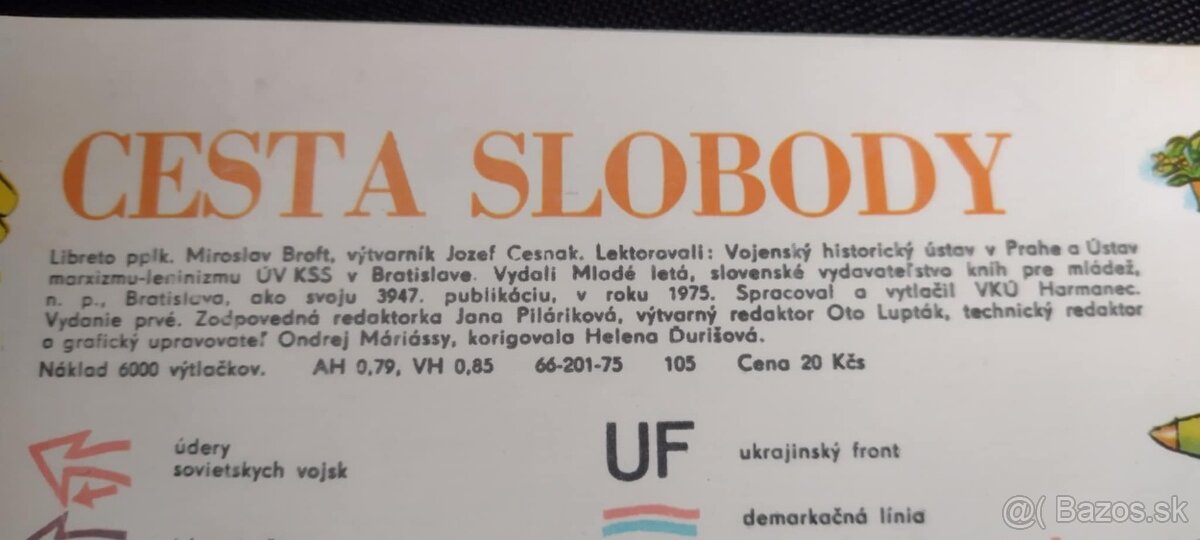 CESTA SLOBODY
Libreto pplk. Miroslav Broft, výtvarník Jozef Cesnak. Lektorovali: Vojenský historický ústav v Prahe a Ústav
marxizmu-leninizmu ÚV KSS v Bratislave. Vydali Mladé letá, slovenské vydavateľstvo kníh pre mládež,
n. p., Bratislava, ako svoju 3947. publikáciu, v roku 1975. Spracoval a vytlačil VKÚ Harmanec.
Vydanie prvé. Zodpovedná redaktorka Jana Piláriková, výtvarný redaktor Oto Lupták, technický redaktor
a grafický upravovateľ Ondrej Máriássy, korigovala Helena Ďurišová.
Náklad 6000 výtlačkov. AH 0,79, VH 0,85 66-201-75 105 Cena 20 Kčs
údery
sovietskych vojsk
UF ukrajinský front
demarkačná línia
@( Bazos.sk